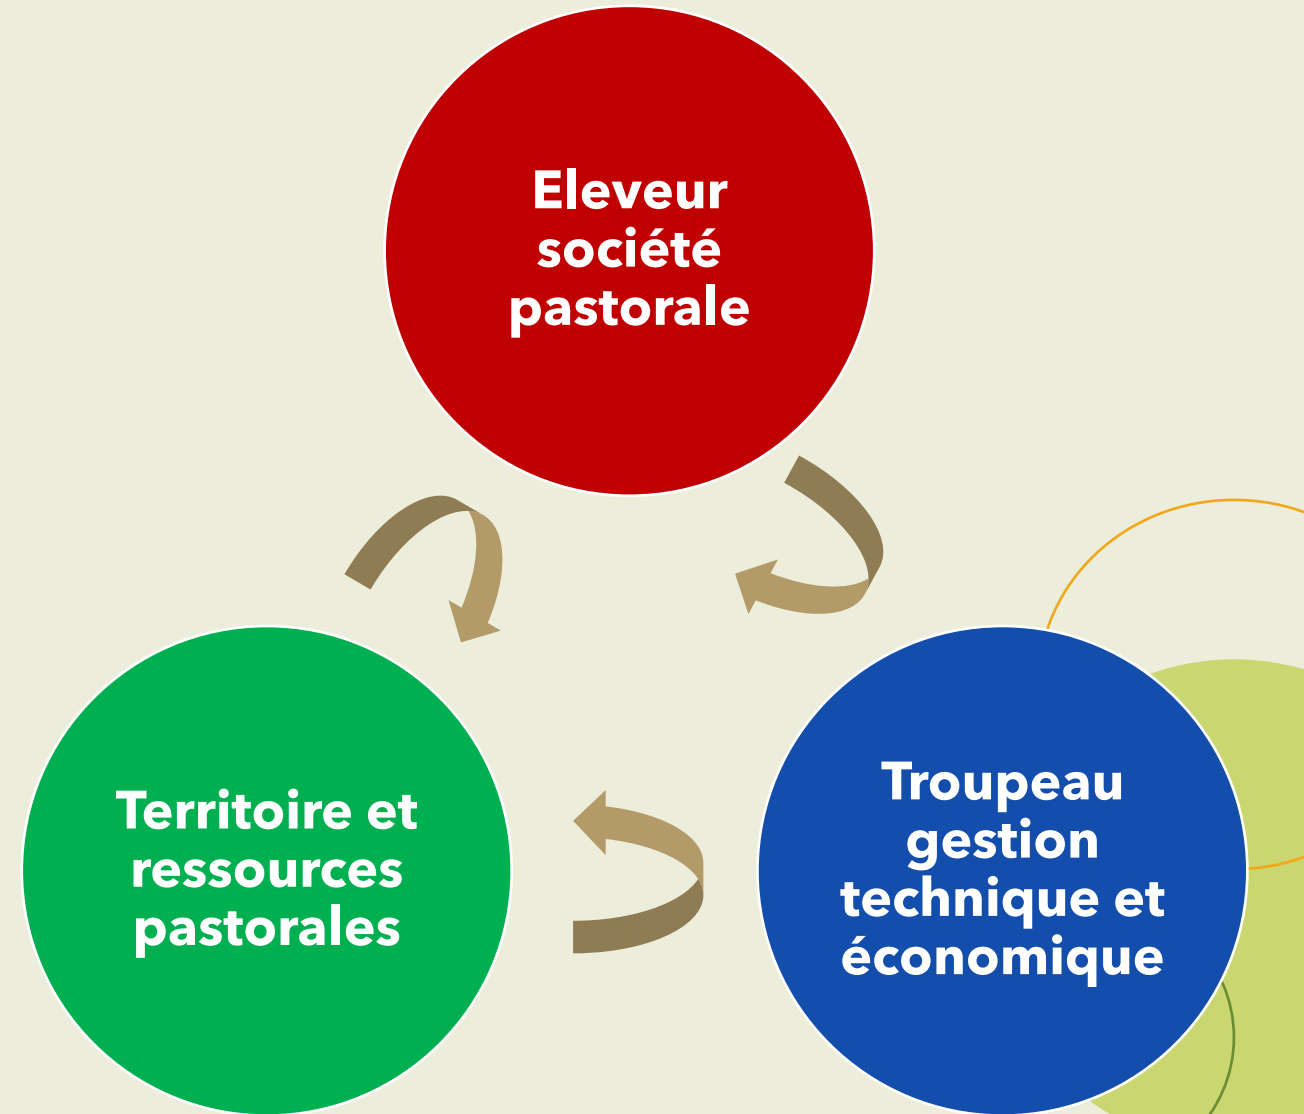 Eleveur
société
pastorale
Territoire et
ressources
pastorales
Troupeau
gestion
technique et
économique